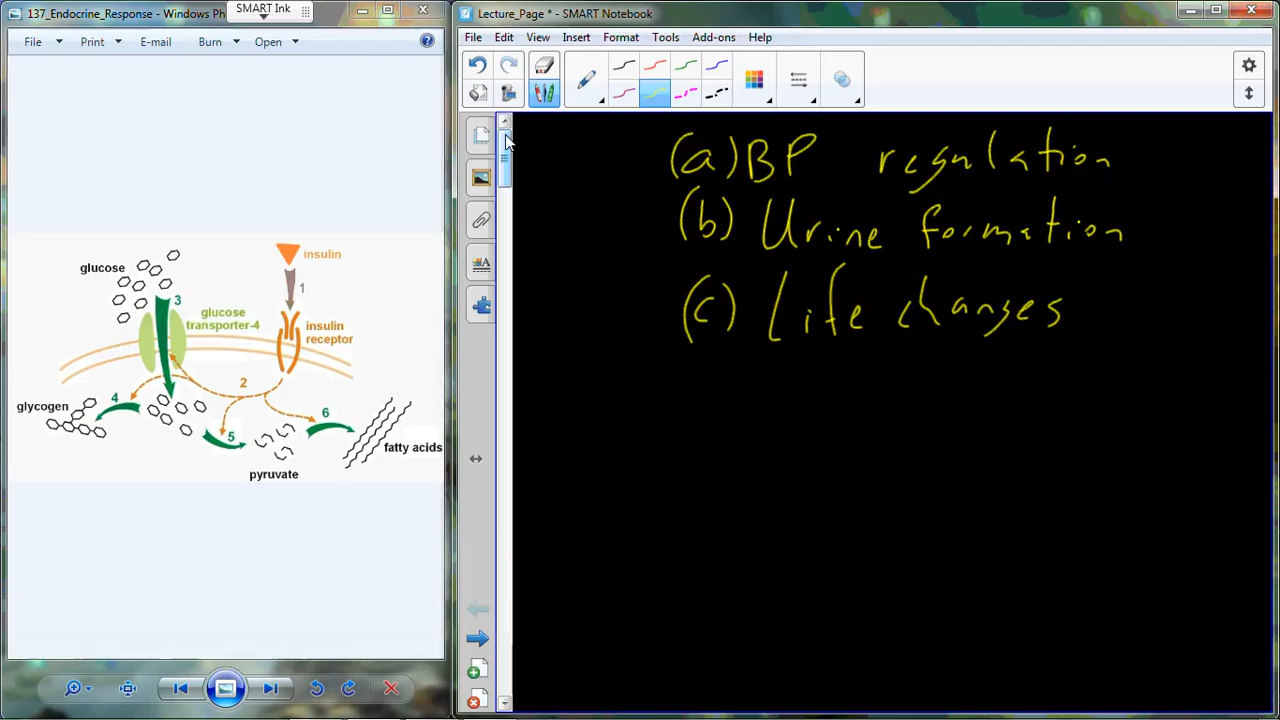 137_Endocrine_Response - Windows Ph
SMART Ink
File Print E-mail Burn Open
glucose
insulin
1
3
glucose
transporter-4
insulin
receptor
2
4
6
glycogen
5
fatty acids
pyruvate
Lecture_Page * - SMART Notebook
File Edit View Insert Format Tools Add-ons Help
(a) BP regulation
(b) Urine formation
(c) Life changes